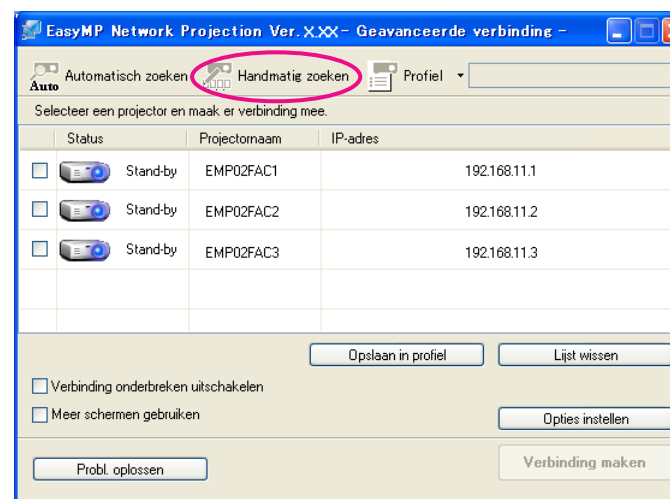 EasyMP Network Projection Ver. X.XX - Geavanceerde verbinding -
Auto Automatisch zoeken Handmatig zoeken Profiel
Selecteer een projector en maak er verbinding mee.
Status Projectornaam IP-adres
Stand-by EMP02FAC1 192.168.11.1
Stand-by EMP02FAC2 192.168.11.2
Stand-by EMP02FAC3 192.168.11.3
Opslaan in profiel Lijst wissen
Verbinding onderbreken uitschakelen
Meer schermen gebruiken
Opties instellen
Probl. oplossen Verbinding maken